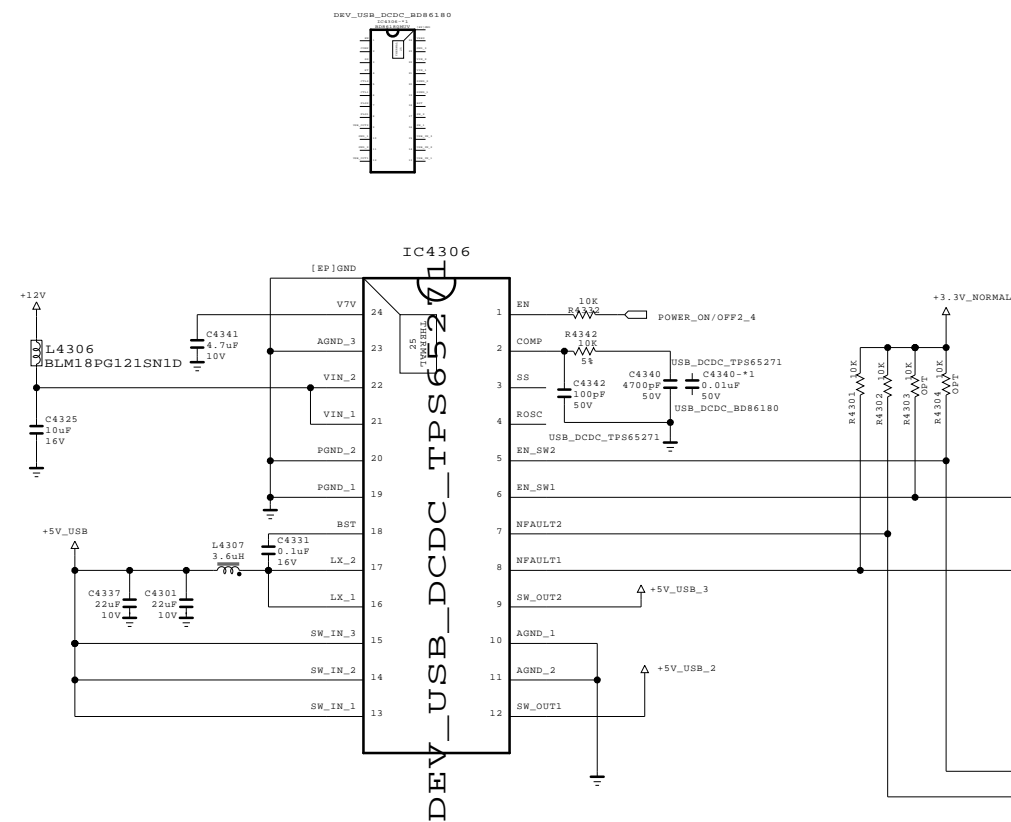 DEV_USB_DCDC_BD86180
IC4306-*1
IC4306
DEV_USB_DCDC_TPS65271
THERMAL
25
[EP]GND
V7V
24
AGND_3
23
VIN_2
22
VIN_1
21
PGND_2
20
PGND_1
19
BST
18
LX_2
17
LX_1
16
SW_IN_3
15
SW_IN_2
14
SW_IN_1
13
EN
1
COMP
2
SS
3
ROSC
4
EN_SW2
5
EN_SW1
6
NFAULT2
7
NFAULT1
8
SW_OUT2
9
AGND_1
10
AGND_2
11
SW_OUT1
12
+12V
L4306
BLM18PG121SN1D
C4325
10uF
16V
C4341
4.7uF
10V
+5V_USB
L4307
3.6uH
C4331
0.1uF
16V
C4337
22uF
10V
C4301
22uF
10V
10K
R4332
POWER_ON/OFF2_4
R4342
10K
5%
C4342
100pF
50V
C4340
4700pF
50V
USB_DCDC_TPS65271
C4340-*1
0.01uF
50V
USB_DCDC_BD86180
USB_DCDC_TPS65271
+3.3V_NORMAL
R4301 10K
R4302 10K
R4303 10K
OPT
R4304 10K
OPT
+5V_USB_3
+5V_USB_2